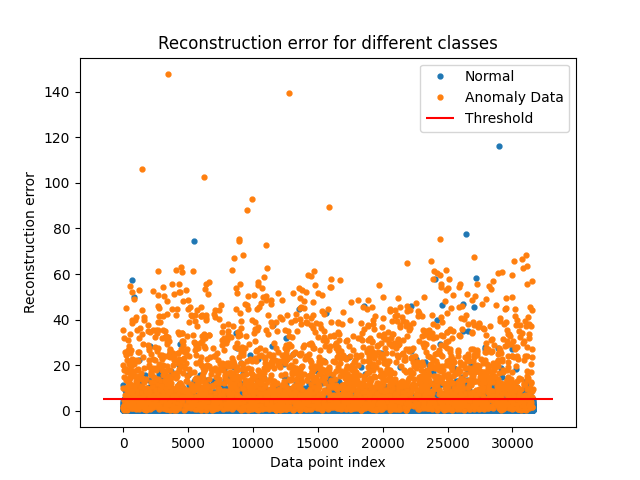 Reconstruction error for different classes
Normal
Anomaly Data
Threshold
Reconstruction error
140
120
100
80
60
40
20
0
0 5000 10000 15000 20000 25000 30000
Data point index